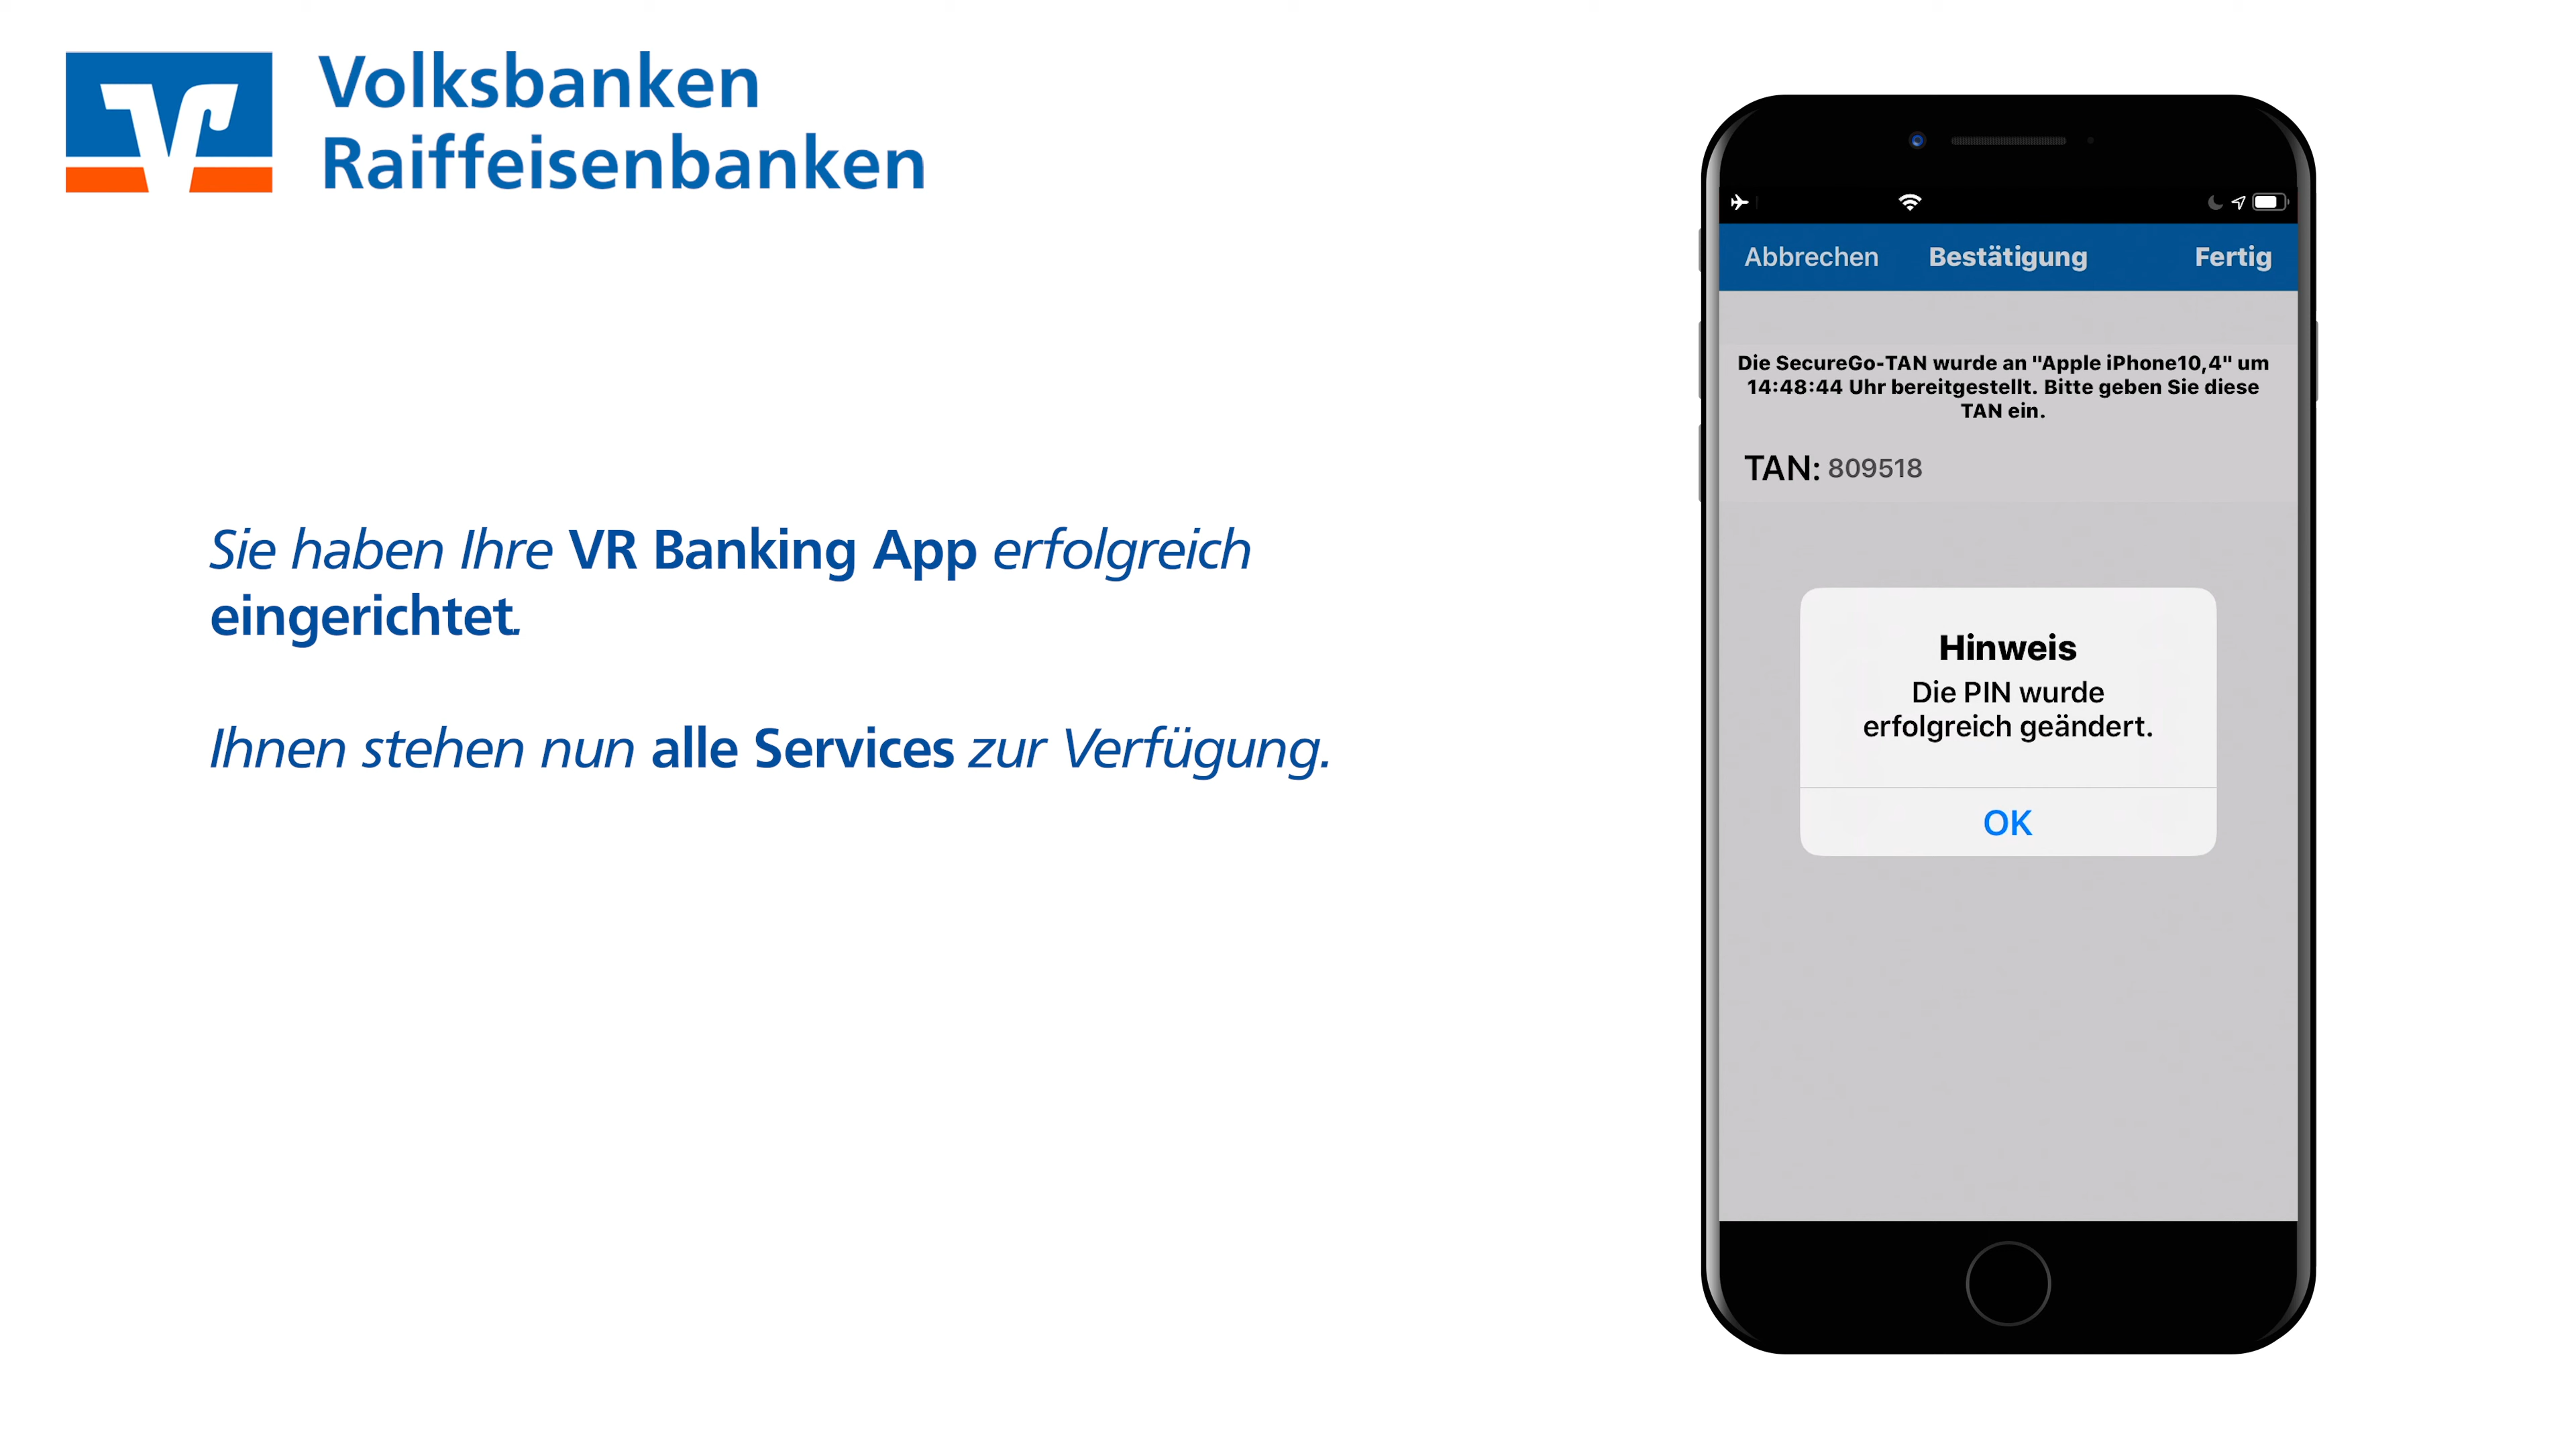 Volksbanken
Raiffeisenbanken
Sie haben Ihre VR Banking App erfolgreich
eingerichtet.
Ihnen stehen nun alle Services zur Verfügung.
Abbrechen Bestätigung Fertig
Die SecureGo-TAN wurde an "Apple iPhone10,4" um
14:48:44 Uhr bereitgestellt. Bitte geben Sie diese
TAN ein.
TAN: 809518
Hinweis
Die PIN wurde
erfolgreich geändert.
OK